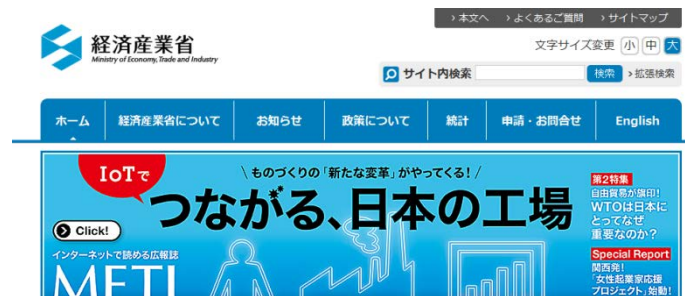 ›本文へ ›よくあるご質問 ›サイトマップ
経済産業省
Ministry of Economy, Trade and Industry
文字サイズ変更 小 中 大
サイト内検索 検索 ›拡張検索
ホーム 経済産業省について お知らせ 政策について 統計 申請・お問合せ English
IoTで
\ものづくりの「新たな変革」がやってくる!/
つながる、日本の工場
Click!
インターネットで読める広報誌
METI
第2特集
自由貿易が旗印!
WTOは日本に
とってなぜ
重要なのか?
Special Report
関西発!
「女性起業家応援
プロジェクト」始動!